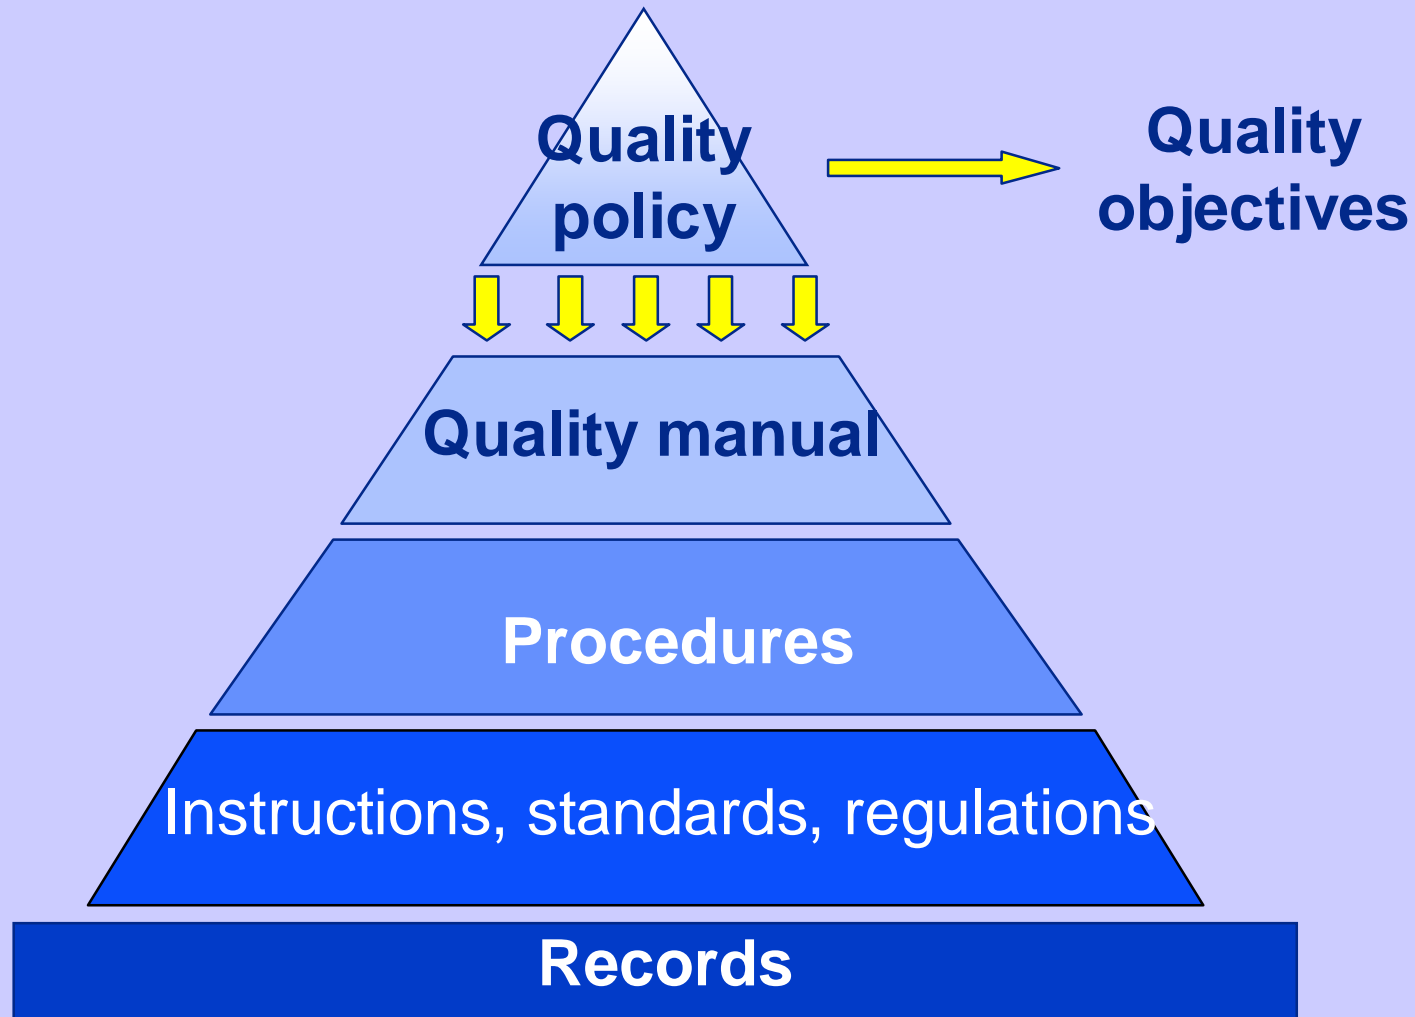 Quality
policy
Quality
objectives
Quality manual
Procedures
Instructions, standards, regulations
Records